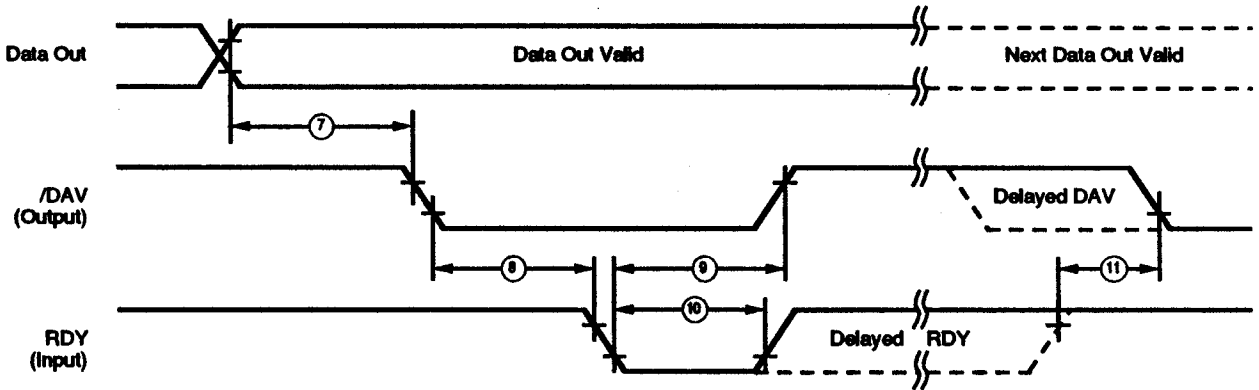 Data Out
Data Out Valid
Next Data Out Valid
7
/DAV
(Output)
Delayed DAV
8
9
11
10
RDY
(Input)
Delayed RDY